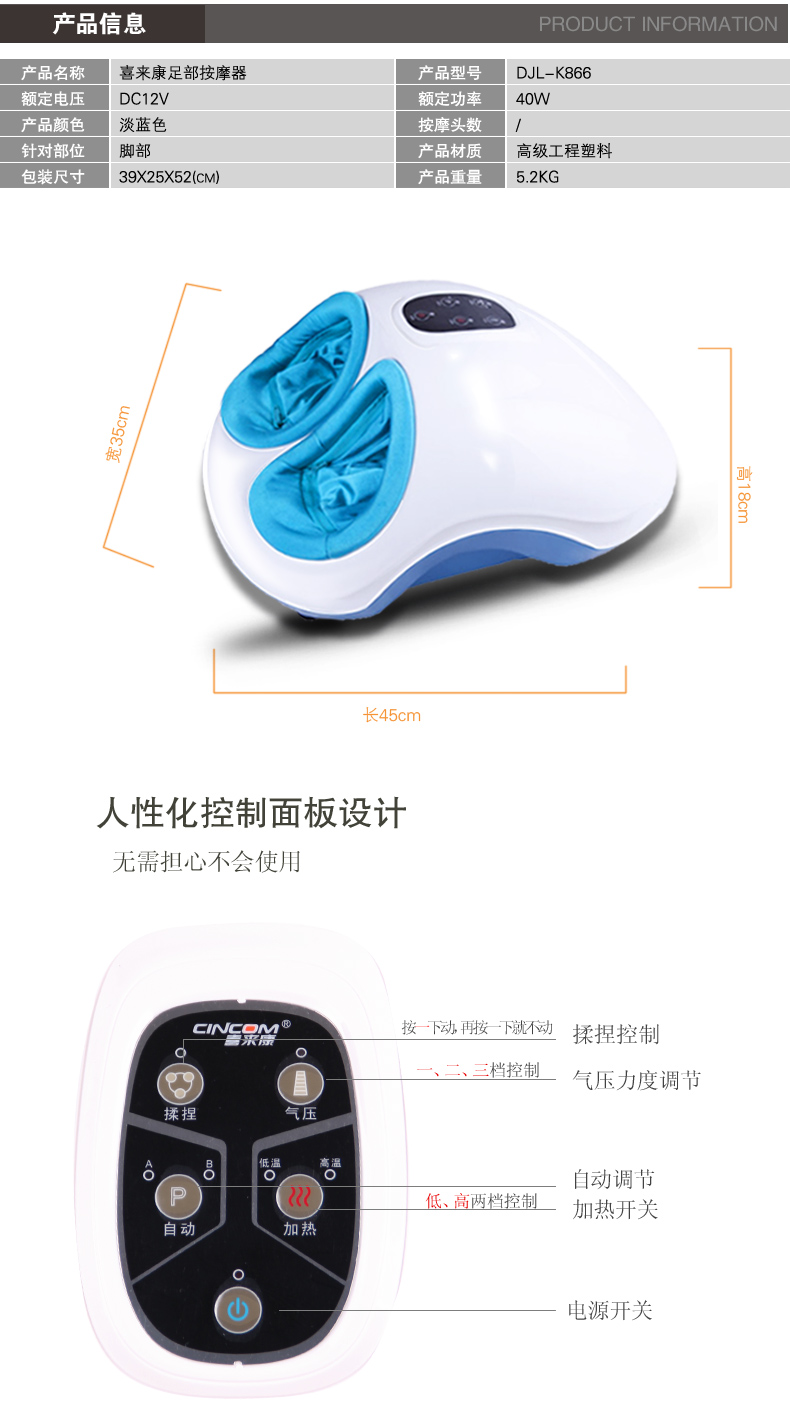 产品信息 PRODUCT INFORMATION
产品名称 喜来康足部按摩器 产品型号 DJL-K866
额定电压 DC12V 额定功率 40W
产品颜色 淡蓝色 按摩头数 /
针对部位 脚部 产品材质 高级工程塑料
包装尺寸 39X25X52(CM) 产品重量 5.2KG
宽35cm
高18cm
长45cm
人性化控制面板设计
无需担心不会使用
CINCOM®
喜来康
按一下动,再按一下就不动 揉捏控制
一、二、三档控制 气压力度调节
揉捏 气压
A B 低温 高温
自动调节
低、高两档控制 加热开关
P
自动 加热
电源开关